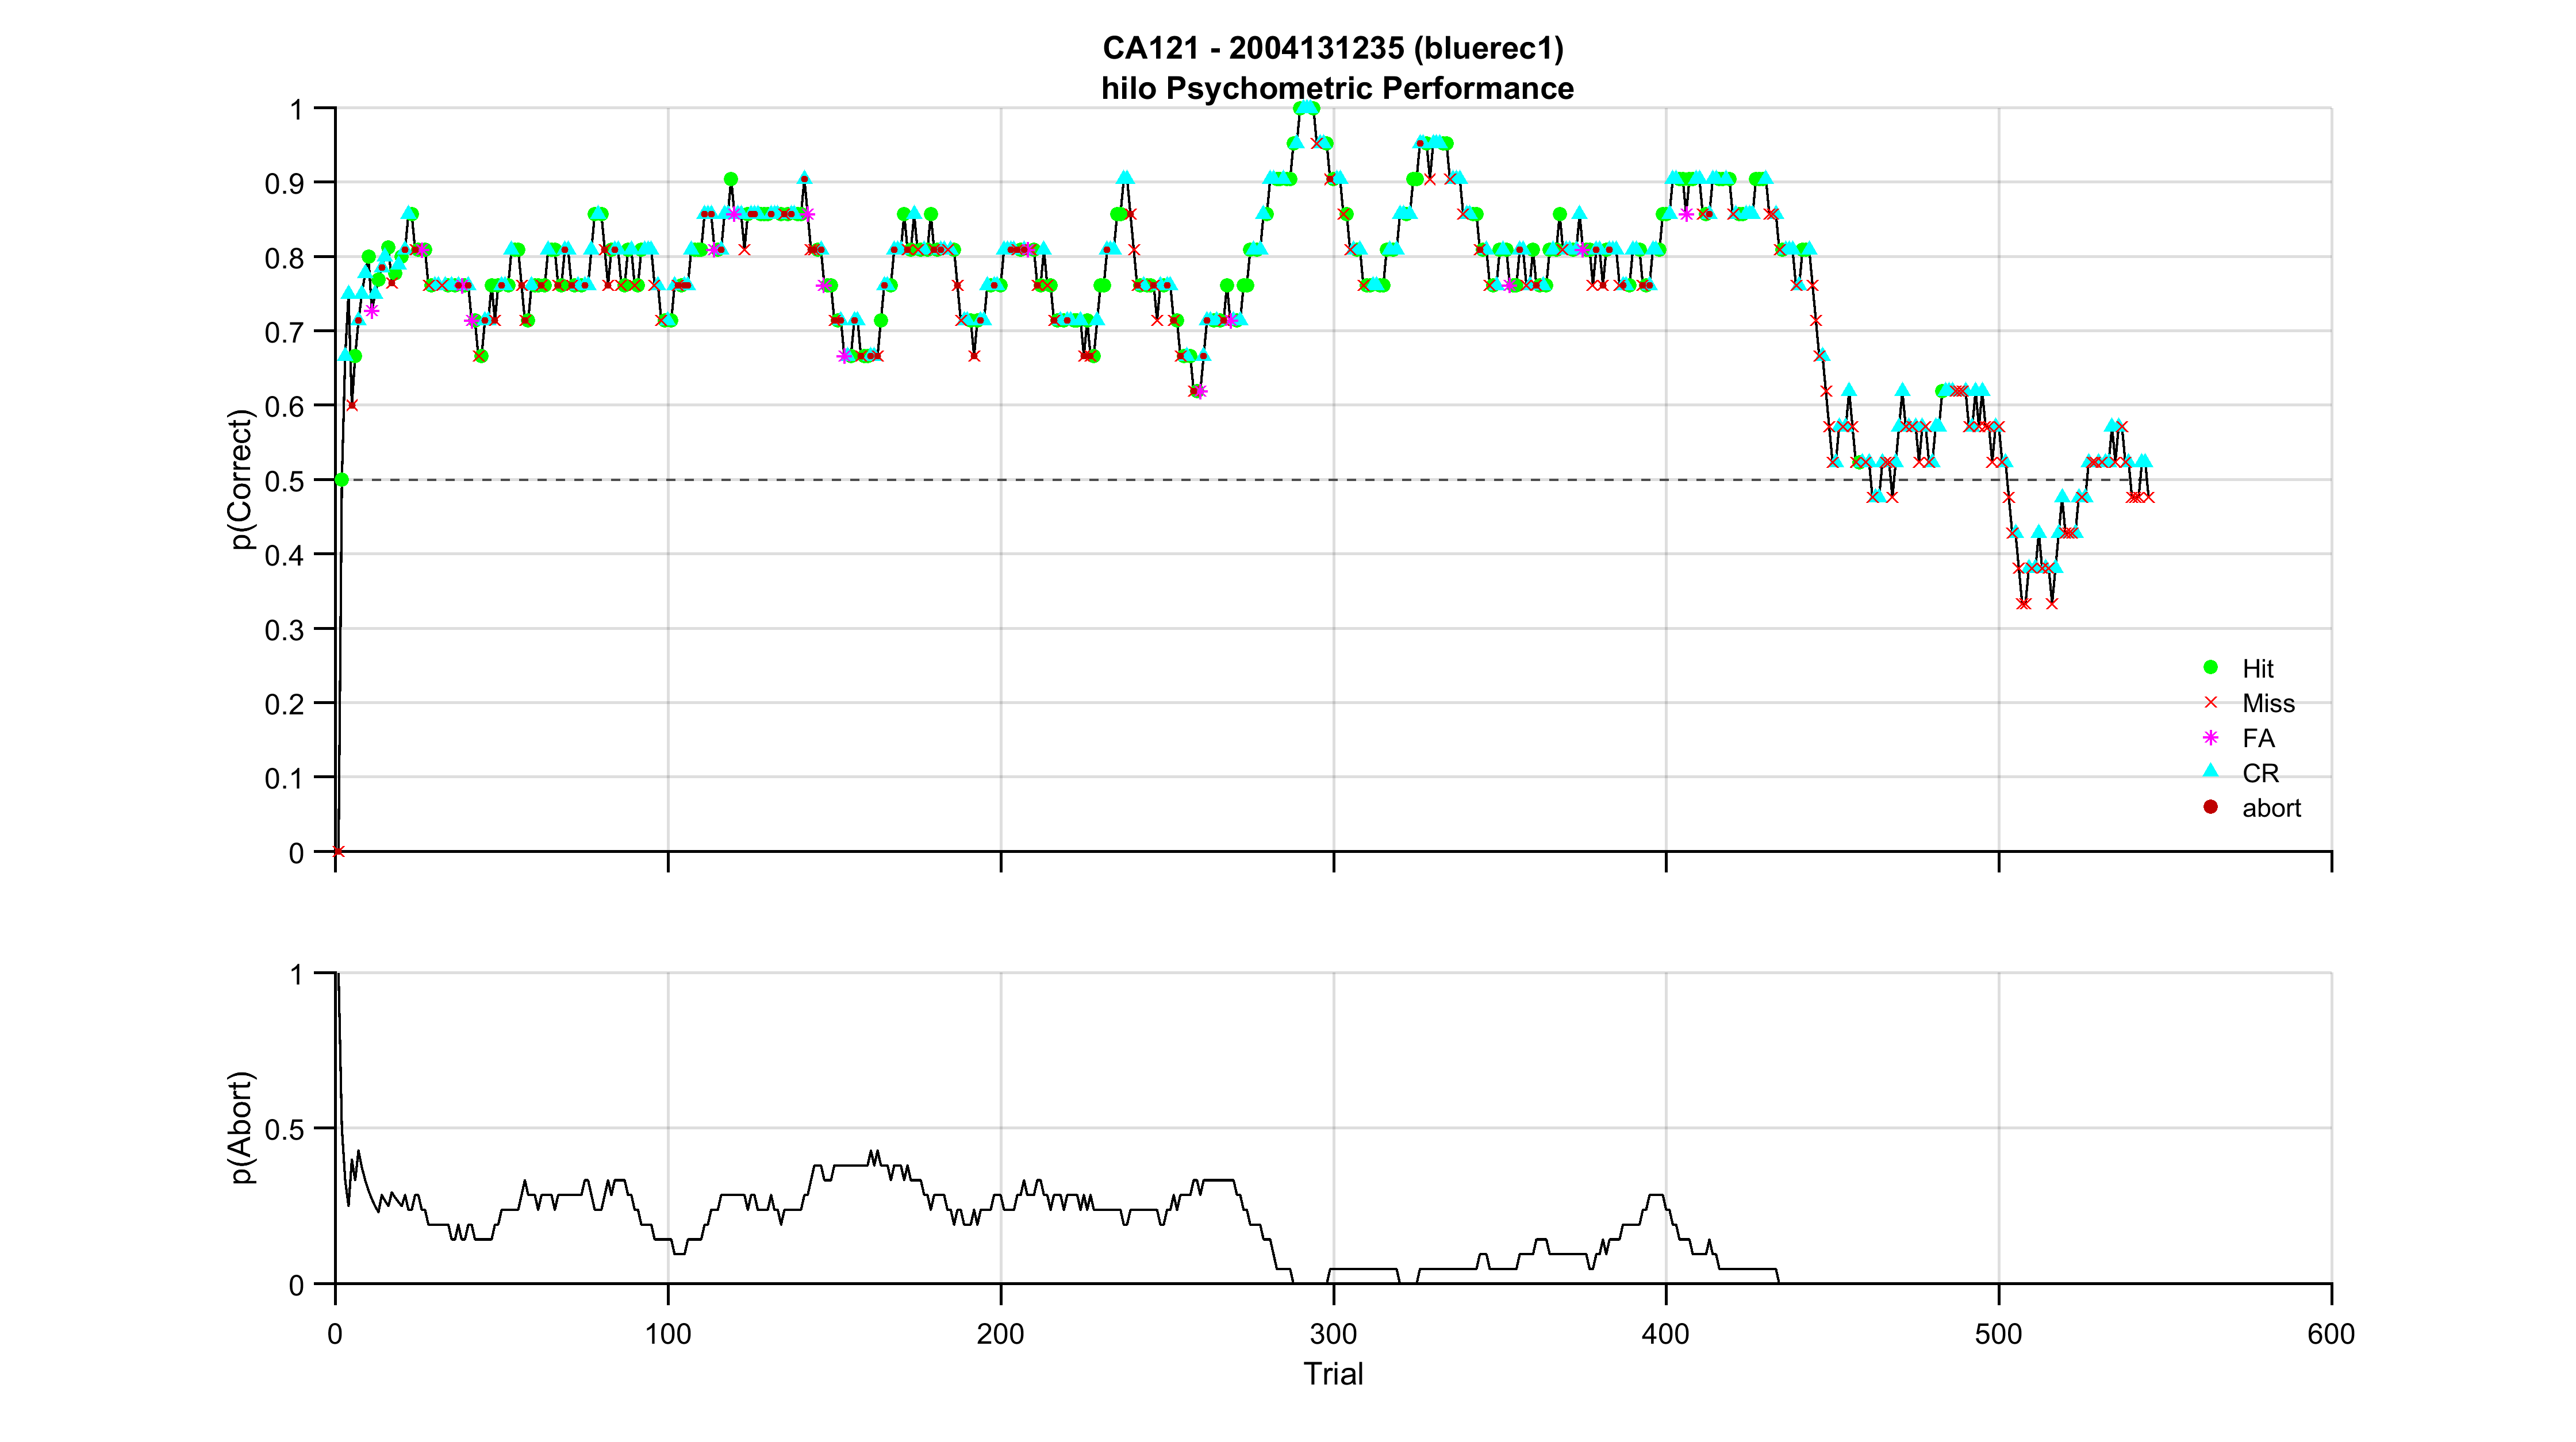 CA121 - 2004131235 (bluerec1)
hilo Psychometric Performance
1
0.9
0.8
0.7
0.6
0.5
0.4
0.3
0.2
0.1
0
p(Correct)
Hit
Miss
FA
CR
abort
1
0.5
0
p(Abort)
0 100 200 300 400 500 600
Trial